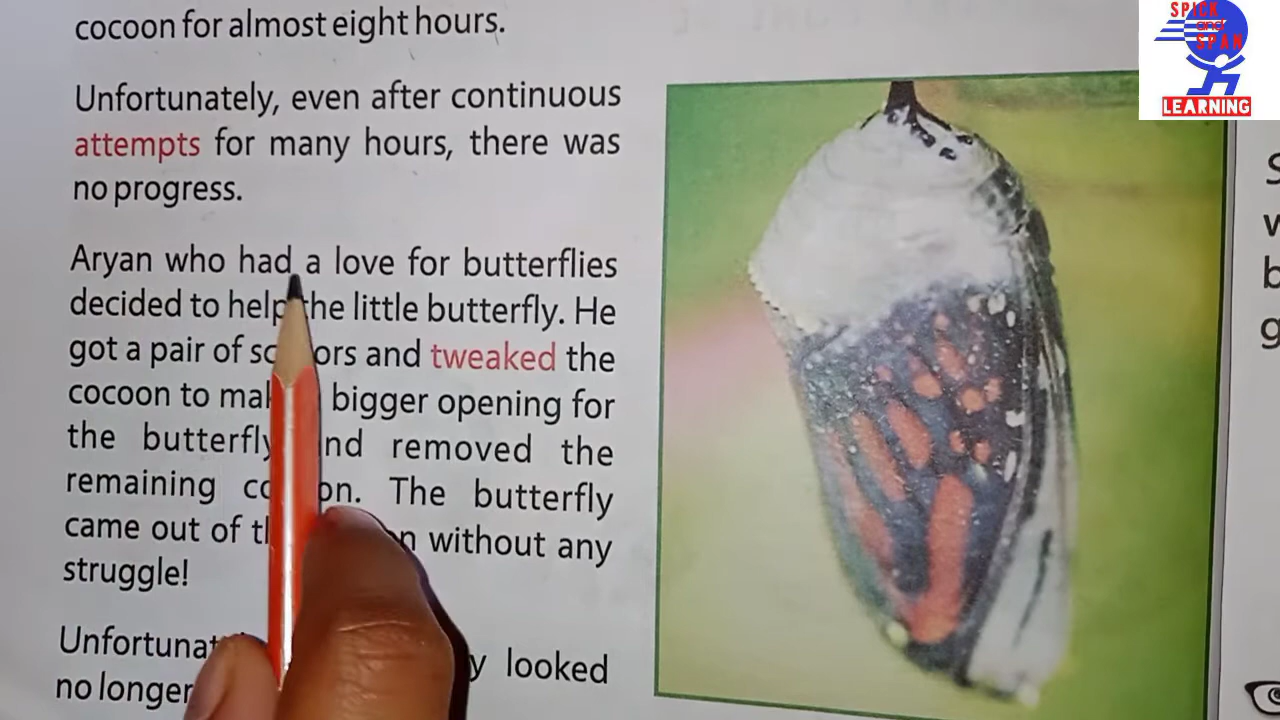 cocoon for almost eight hours.
Unfortunately, even after continuous
attempts for many hours, there was
no progress.
Aryan who had a love for butterflies
decided to help the little butterfly. He
got a pair of and tweaked the
cocoon to bigger opening for
the butterfly removed the
remaining The butterfly
came out of without any
struggle!
looked
no longer
SPICK
and
SPAN
LEARNING